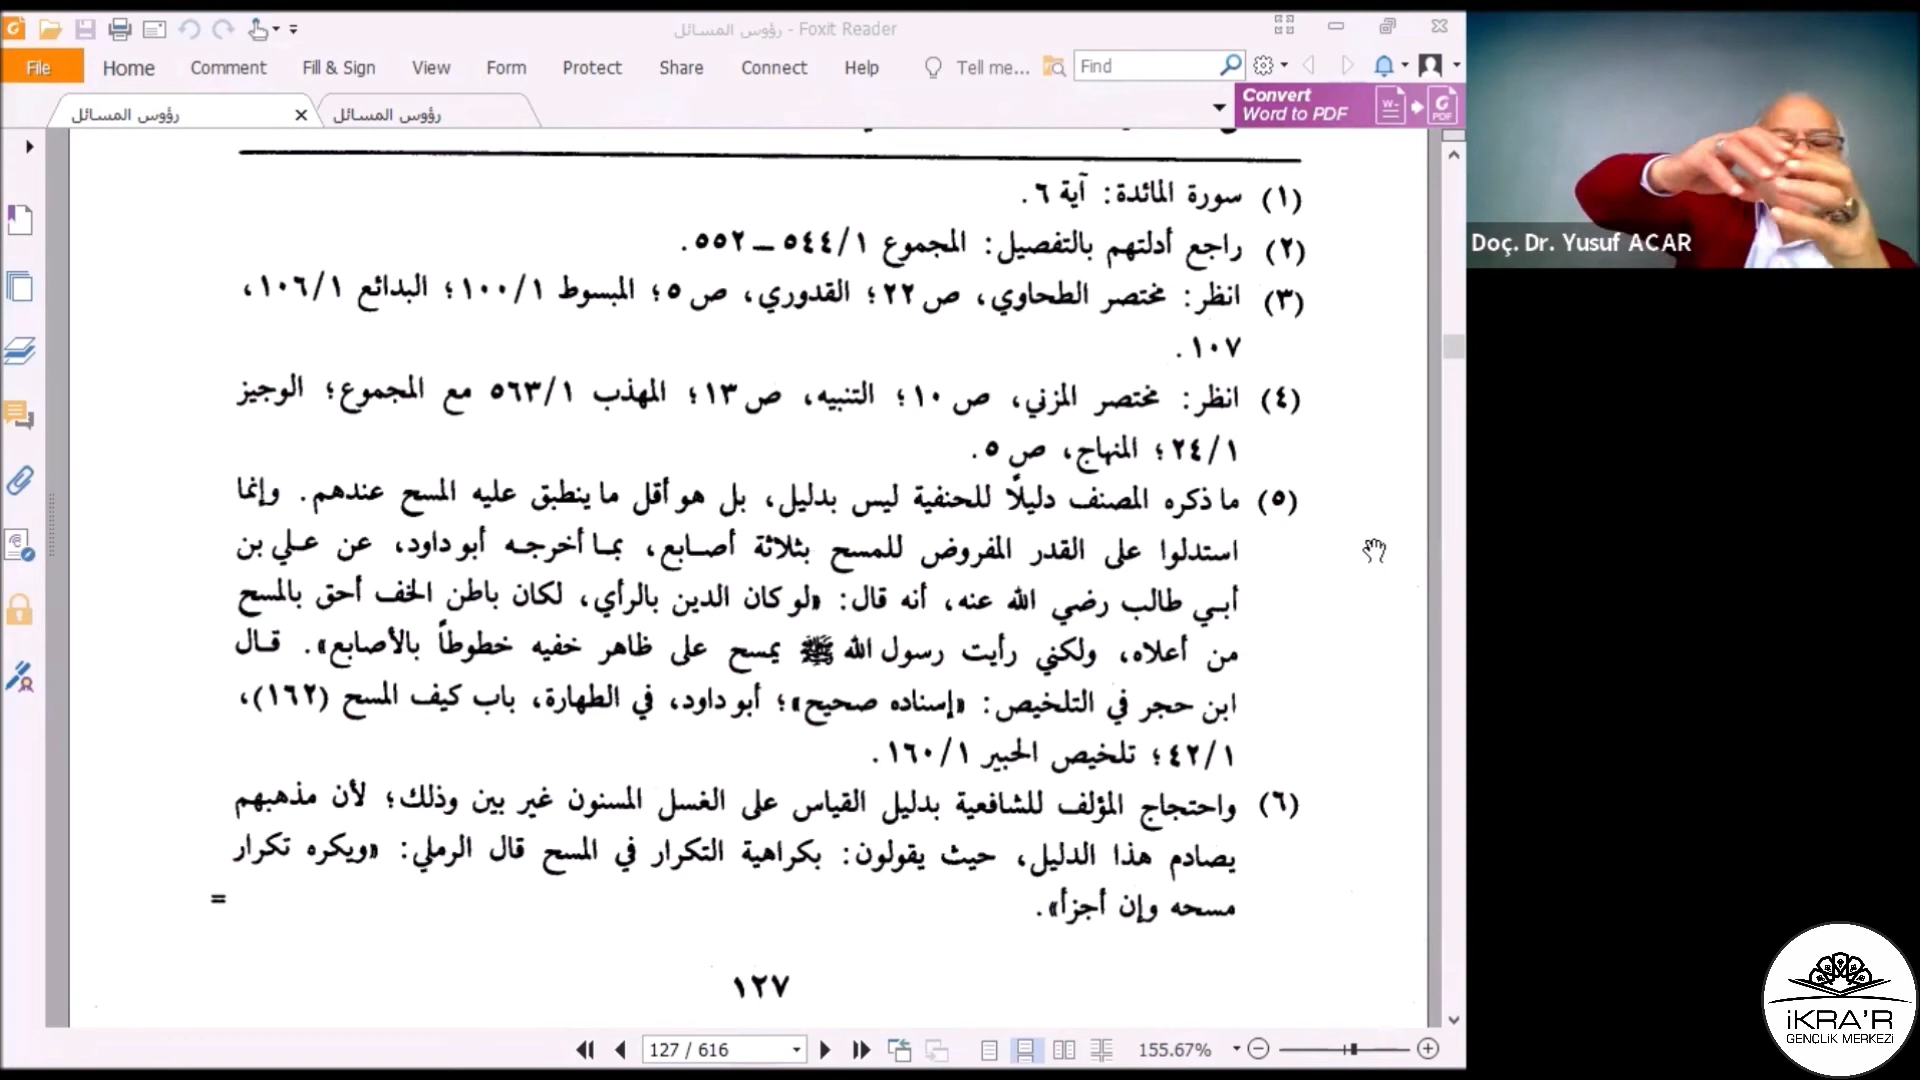 رؤوس المسائل - Foxit Reader
File Home Comment Fill & Sign View Form Protect Share Connect Help Tell me... Find
Convert
Word to PDF
رؤوس المسائل رؤوس المسائل
(١) سورة المائدة: آية ٦.
(٢) راجع أدلتهم بالتفصيل: المجموع ٥٤٤/١ ــ ٥٥٢.
(٣) انظر: مختصر الطحاوي، ص ٢٢؛ القدوري، ص ٥؛ المبسوط ١٠٠/١؛ البدائع ١٠٦/١،
١٠٧.
(٤) انظر: مختصر المزني، ص ١٠؛ التنبيه، ص ١٣؛ المهذب ٥٦٣/١ مع المجموع؛ الوجيز
٢٤/١؛ المنهاج، ص ٥.
(٥) ما ذكره المصنف دليلاً للحنفية ليس بدليل، بل هو أقل ما ينطبق عليه المسح عندهم. وإنما
استدلوا على القدر المفروض للمسح بثلاثة أصابع، بما أخرجه أبو داود، عن علي بن
أبي طالب رضي الله عنه، أنه قال: «لو كان الدين بالرأي، لكان باطن الخف أحق بالمسح
من أعلاه، ولكني رأيت رسول الله ﷺ يمسح على ظاهر خفيه خطوطاً بالأصابع». قال
ابن حجر في التلخيص: «إسناده صحيح»؛ أبو داود، في الطهارة، باب كيف المسح (١٦٢)،
٤٢/١؛ تلخيص الحبير ١٦٠/١.
(٦) واحتجاج المؤلف للشافعية بدليل القياس على الغسل المسنون غير بين وذلك؛ لأن مذهبهم
يصادم هذا الدليل، حيث يقولون: بكراهية التكرار في المسح قال الرملي: «ويكره تكرار
مسحه وإن أجزأ».
=
١٢٧
127 / 616
155.67%
Doç. Dr. Yusuf ACAR
iKRA'R
GENÇLİK MERKEZİ